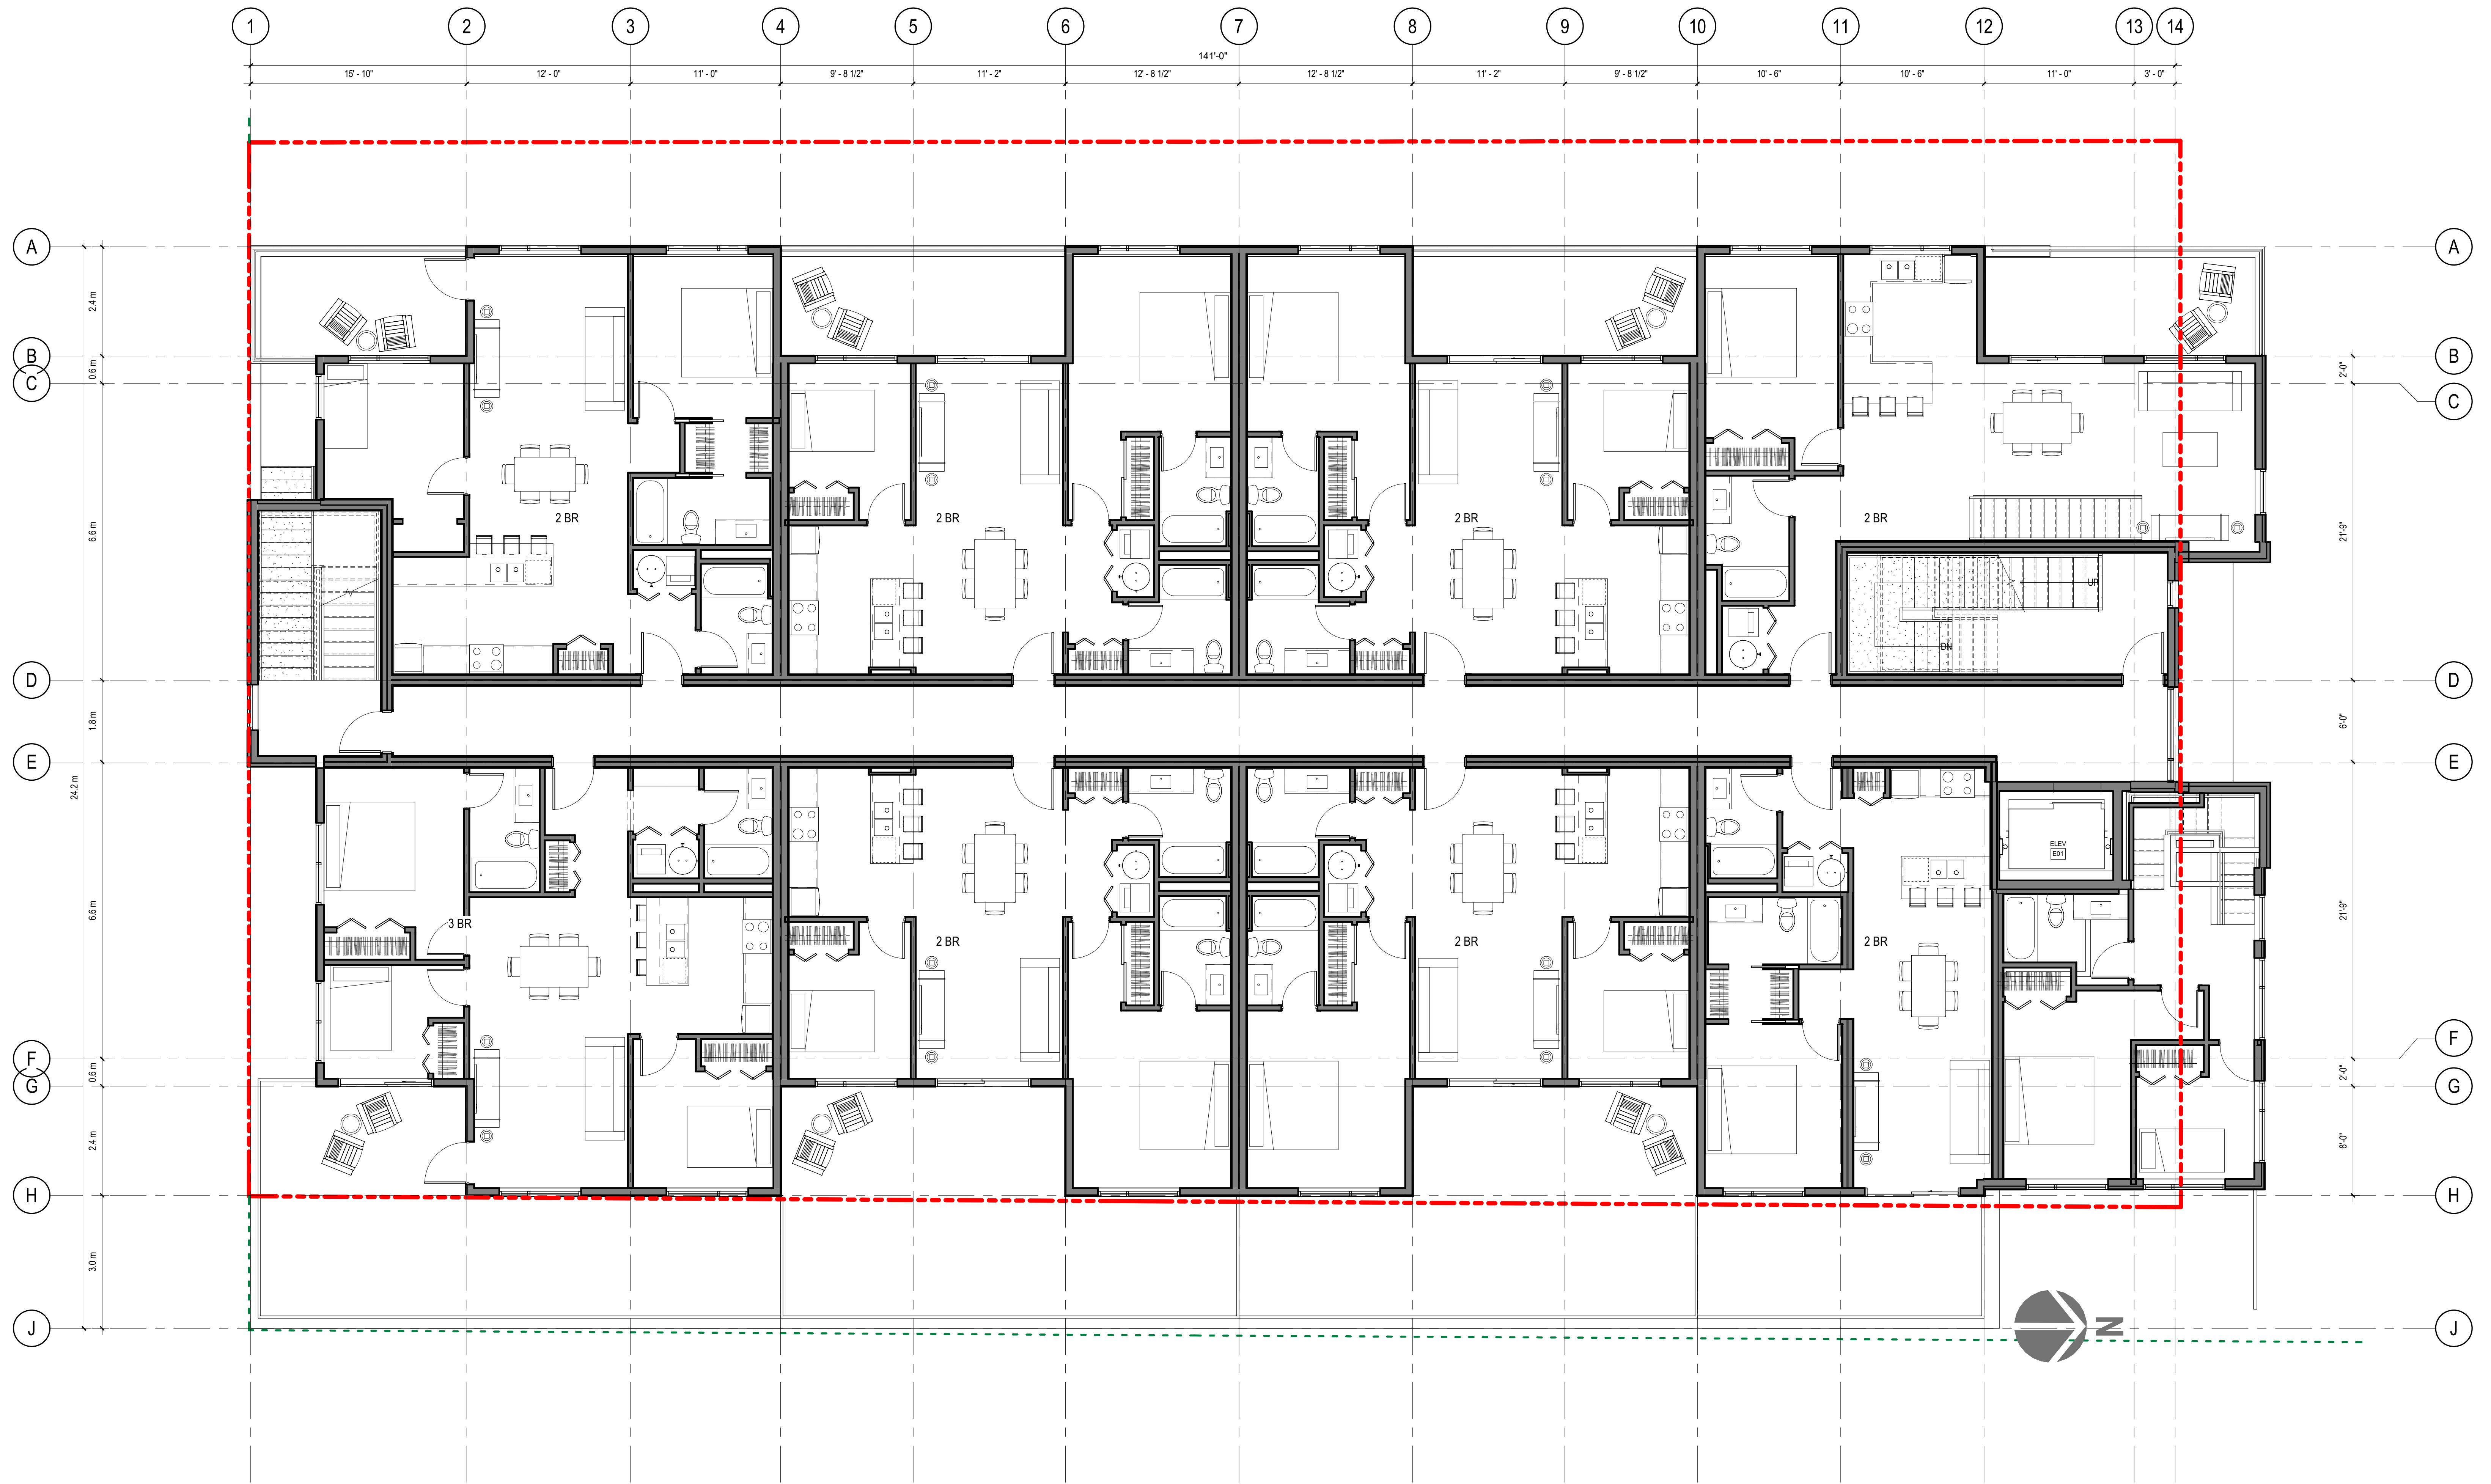 1 2 3 4 5 6 7 8 9 10 11 12 13 14
141'-0"
15' - 10" 12' - 0" 11' - 0" 9' - 8 1/2" 11' - 2" 12' - 8 1/2" 12' - 8 1/2" 11' - 2" 9' - 8 1/2" 10' - 6" 10' - 6" 11' - 0" 3' - 0"
A A
2.4 m
B B
0.6 m 2'-0"
C C
6.6 m 21'-9"
2 BR 2 BR 2 BR 2 BR
UP
DN
D D
1.8 m 6'-0"
E E
24.2 m
ELEV
E01
6.6 m 21'-9"
3 BR 2 BR 2 BR 2 BR
F F
0.6 m 2'-0"
G G
2.4 m 8'-0"
H H
3.0 m
J N J